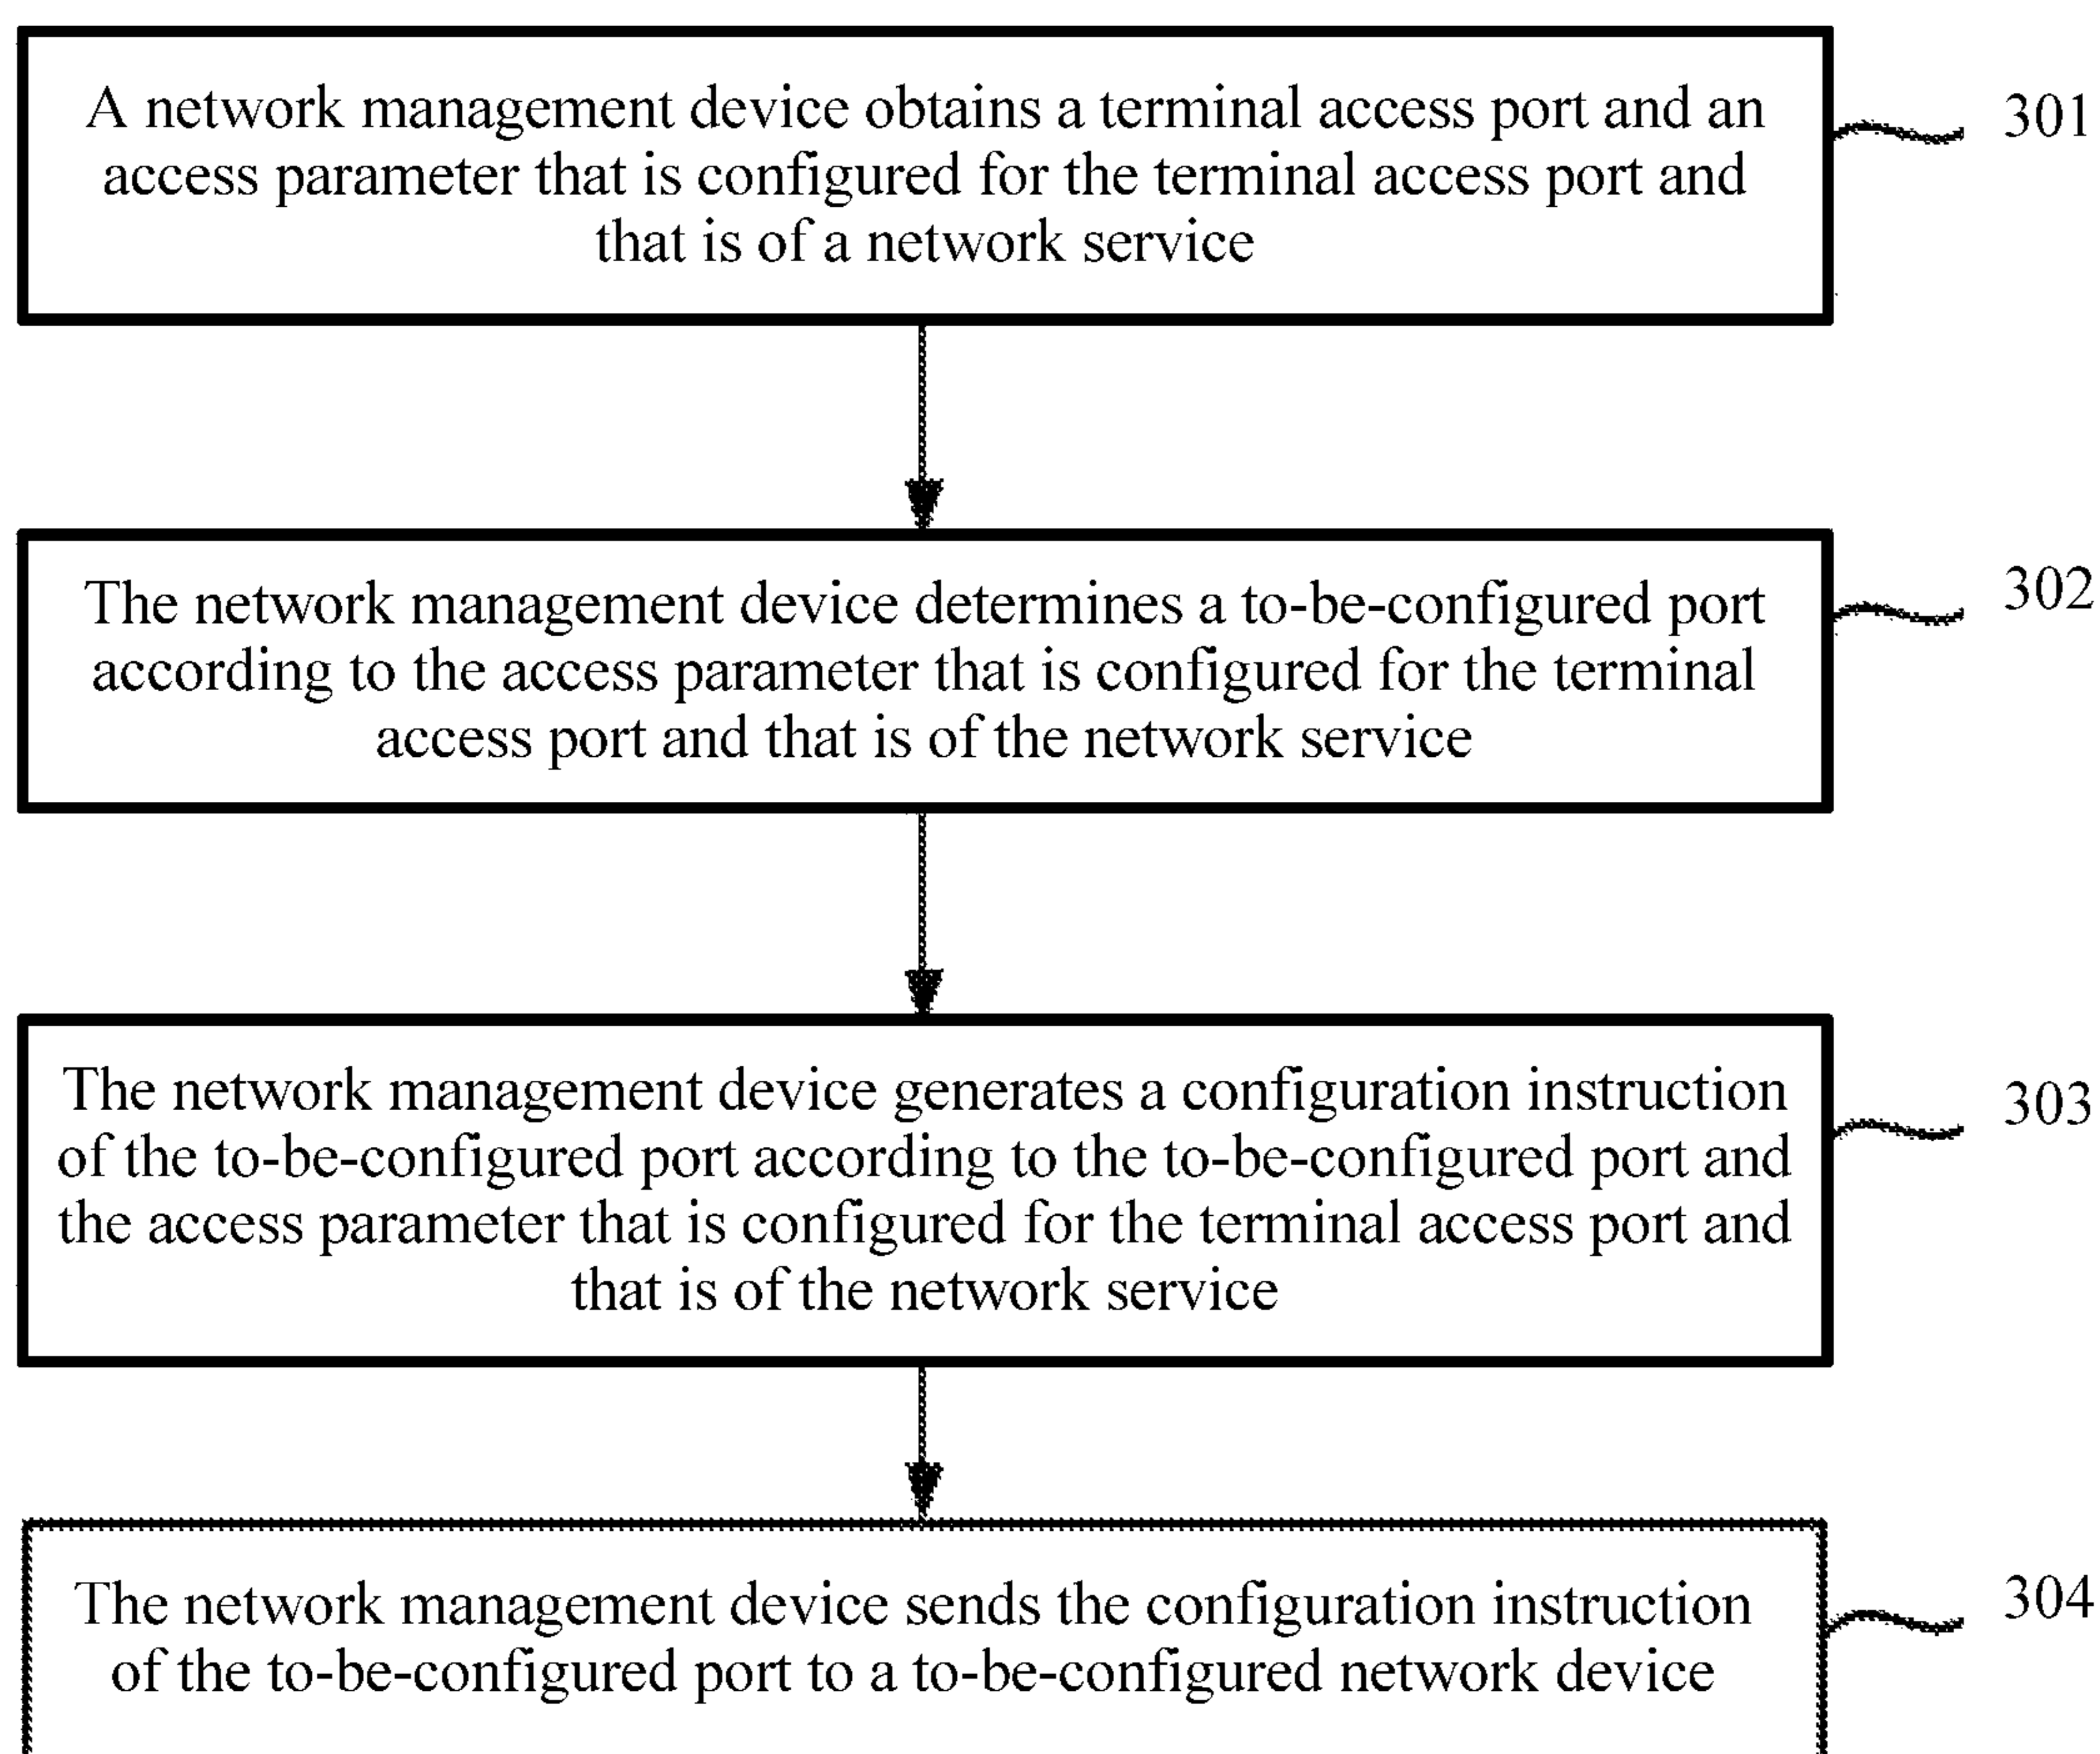 A network management device obtains a terminal access port and an
access parameter that is configured for the terminal access port and
that is of a network service
301
The network management device determines a to-be-configured port
according to the access parameter that is configured for the terminal
access port and that is of the network service
302
The network management device generates a configuration instruction
of the to-be-configured port according to the to-be-configured port and
the access parameter that is configured for the terminal access port and
that is of the network service
303
The network management device sends the configuration instruction
of the to-be-configured port to a to-be-configured network device
304